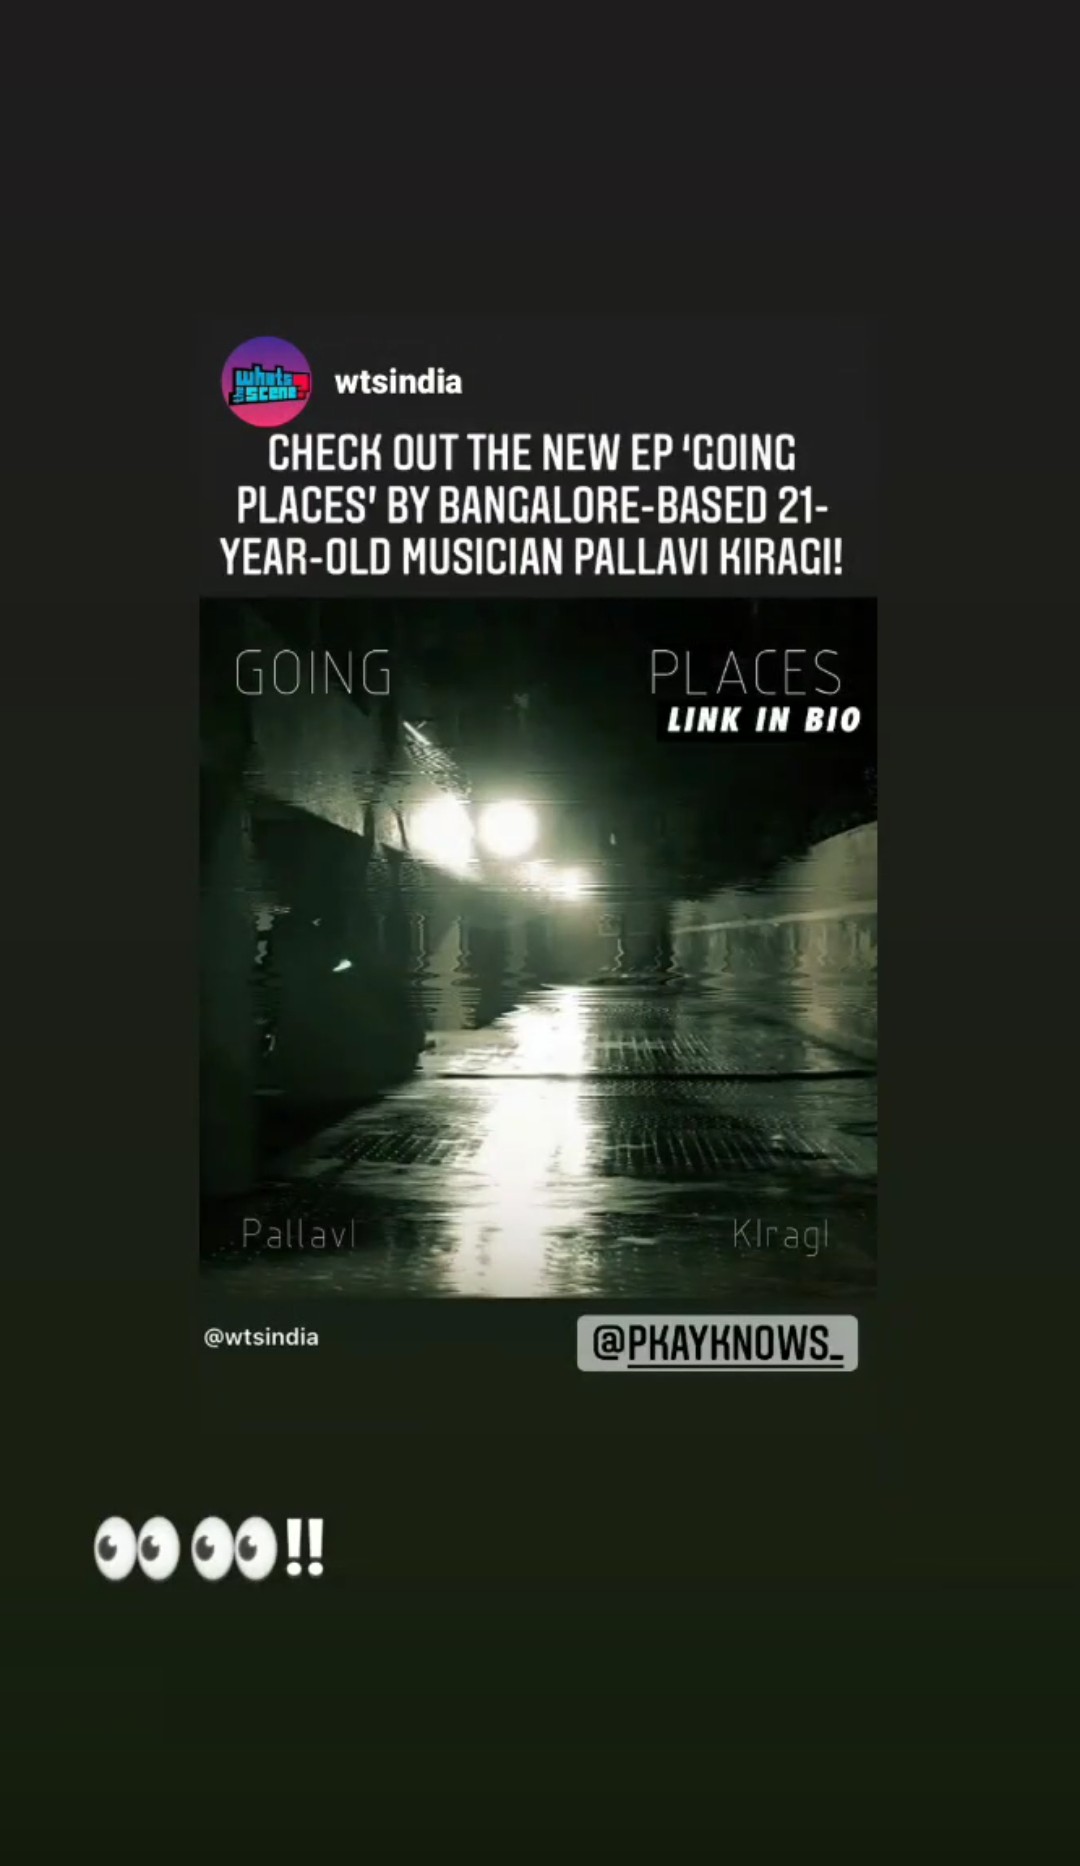 whats
the
scene?
wtsindia
CHECK OUT THE NEW EP ‘GOING
PLACES' BY BANGALORE-BASED 21-
YEAR-OLD MUSICIAN PALLAVI KIRAGI!
GOING PLACES
LINK IN BIO
PallavI KIragI
@wtsindia @PKAYKNOWS_
👀👀‼️